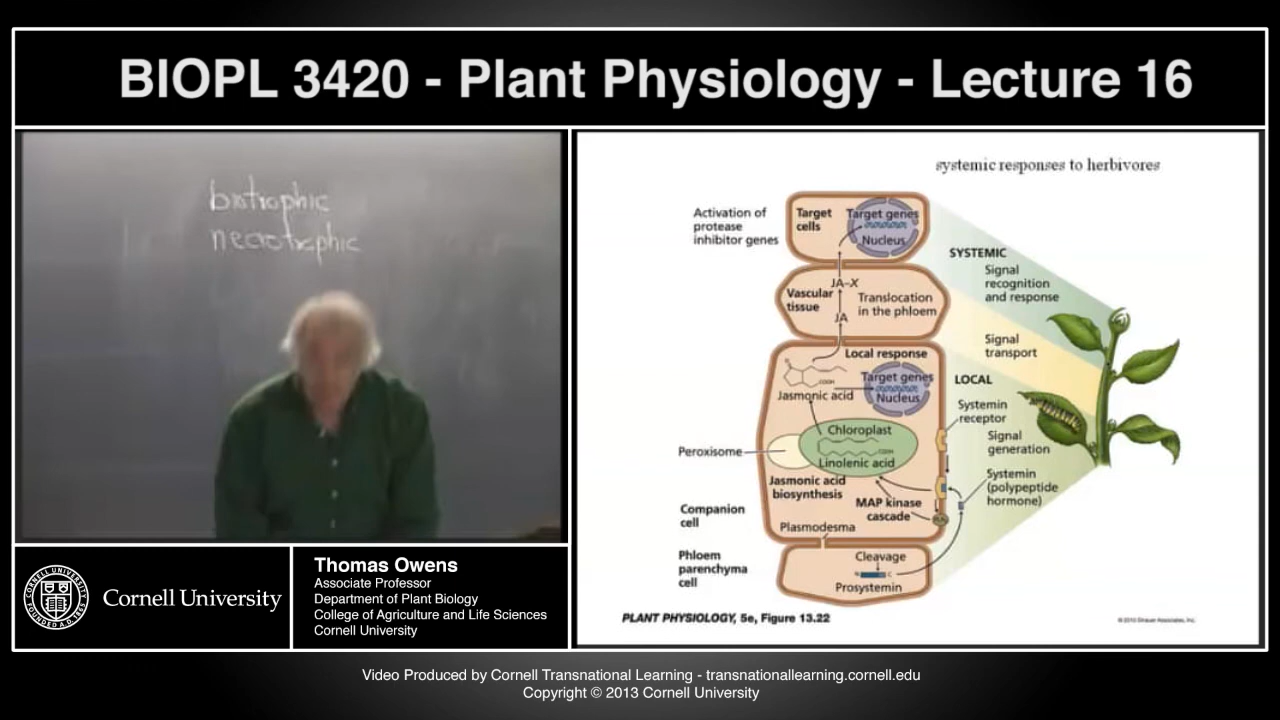 BIOPL 3420 - Plant Physiology - Lecture 16
biotrophic
necrotrophic
systemic responses to herbivores
Activation of
protease
inhibitor genes
Target
cells
Target genes
Nucleus
SYSTEMIC
Signal
recognition
and response
JA–X
Vascular
tissue
Translocation
in the phloem
JA
Signal
transport
Local response
COOH
Target genes
Nucleus
Jasmonic acid
LOCAL
Systemin
receptor
Signal
generation
Chloroplast
COOH
Linolenic acid
Peroxisome
Jasmonic acid
biosynthesis
Systemin
(polypeptide
hormone)
MAP kinase
cascade
Companion
cell
Plasmodesma
Phloem
parenchyma
cell
Cleavage
N C
Prosystemin
PLANT PHYSIOLOGY, 5e, Figure 13.22
© 2010 Sinauer Associates, Inc.
CORNELL UNIVERSITY
FOUNDED A.D.
Cornell University
Thomas Owens
Associate Professor
Department of Plant Biology
College of Agriculture and Life Sciences
Cornell University
Video Produced by Cornell Transnational Learning - transnationallearning.cornell.edu
Copyright © 2013 Cornell University